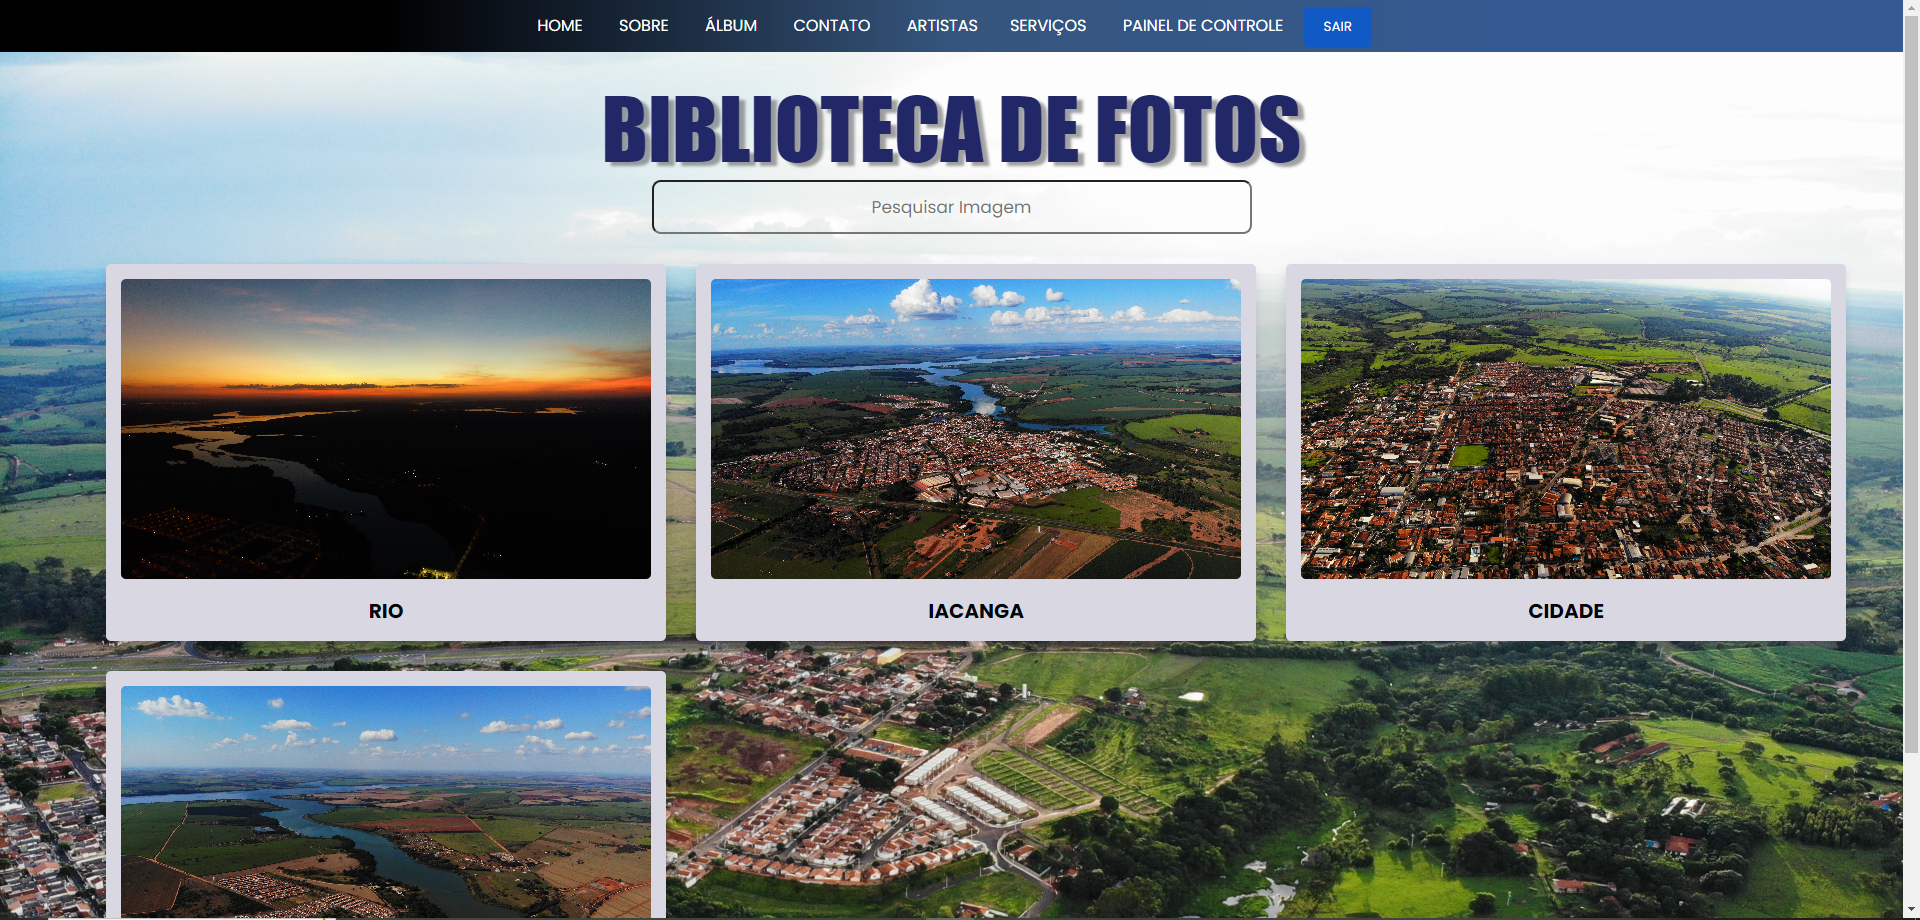 HOME SOBRE ÁLBUM CONTATO ARTISTAS SERVIÇOS PAINEL DE CONTROLE SAIR
BIBLIOTECA DE FOTOS
Pesquisar Imagem
RIO IACANGA CIDADE